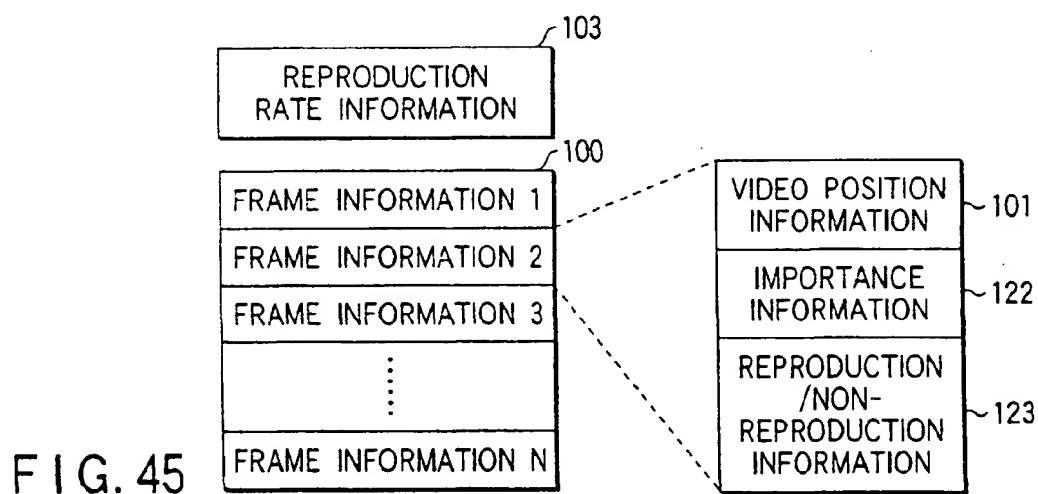 103
REPRODUCTION
RATE INFORMATION
100
FRAME INFORMATION 1
FRAME INFORMATION 2
FRAME INFORMATION 3
FRAME INFORMATION N
VIDEO POSITION
INFORMATION
101
IMPORTANCE
INFORMATION
122
REPRODUCTION
/NON-
REPRODUCTION
INFORMATION
123
FIG. 45